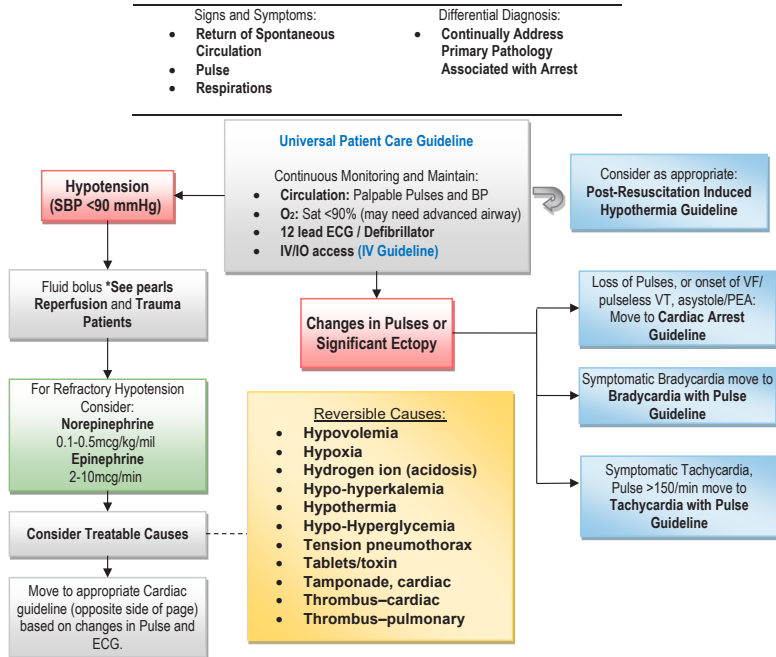 Signs and Symptoms:
• Return of Spontaneous
Circulation
• Pulse
• Respirations
Differential Diagnosis:
• Continually Address
Primary Pathology
Associated with Arrest
Universal Patient Care Guideline
Continuous Monitoring and Maintain:
• Circulation: Palpable Pulses and BP
• O₂: Sat <90% (may need advanced airway)
• 12 lead ECG / Defibrillator
• IV/IO access (IV Guideline)
Hypotension
(SBP <90 mmHg)
Consider as appropriate:
Post-Resuscitation Induced
Hypothermia Guideline
Fluid bolus *See pearls
Reperfusion and Trauma
Patients
Changes in Pulses or
Significant Ectopy
Loss of Pulses, or onset of VF/
pulseless VT, asystole/PEA:
Move to Cardiac Arrest
Guideline
For Refractory Hypotension
Consider:
Norepinephrine
0.1-0.5mcg/kg/mil
Epinephrine
2-10mcg/min
Symptomatic Bradycardia move to
Bradycardia with Pulse
Guideline
Reversible Causes:
• Hypovolemia
• Hypoxia
• Hydrogen ion (acidosis)
• Hypo-hyperkalemia
• Hypothermia
• Hypo-Hyperglycemia
• Tension pneumothorax
• Tablets/toxin
• Tamponade, cardiac
• Thrombus–cardiac
• Thrombus–pulmonary
Symptomatic Tachycardia,
Pulse >150/min move to
Tachycardia with Pulse
Guideline
Consider Treatable Causes
Move to appropriate Cardiac
guideline (opposite side of page)
based on changes in Pulse and
ECG.